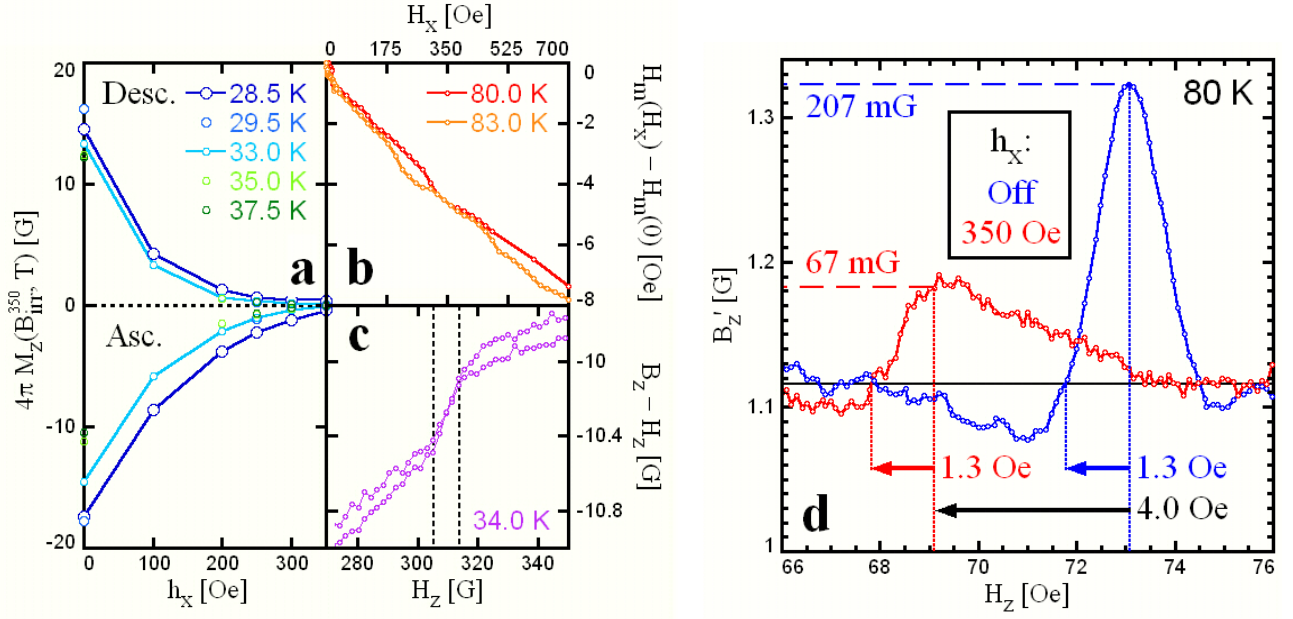 H_x [Oe]
0 175 350 525 700
20
10
0
-10
-20
4π M_z(B_irr^350, T) [G]
Desc.
28.5 K
29.5 K
33.0 K
35.0 K
37.5 K
a
Asc.
0 100 200 300
h_x [Oe]
80.0 K
83.0 K
b
0
-2
-4
-6
-8
H_m(H_x) – H_m(0) [Oe]
c
34.0 K
-10
-10.4
-10.8
B_z – H_z [G]
280 300 320 340
H_z [G]
80 K
207 mG
h_x:
Off
350 Oe
67 mG
1.3
1.2
1.1
1
B_z' [G]
1.3 Oe
1.3 Oe
4.0 Oe
d
66 68 70 72 74 76
H_z [Oe]